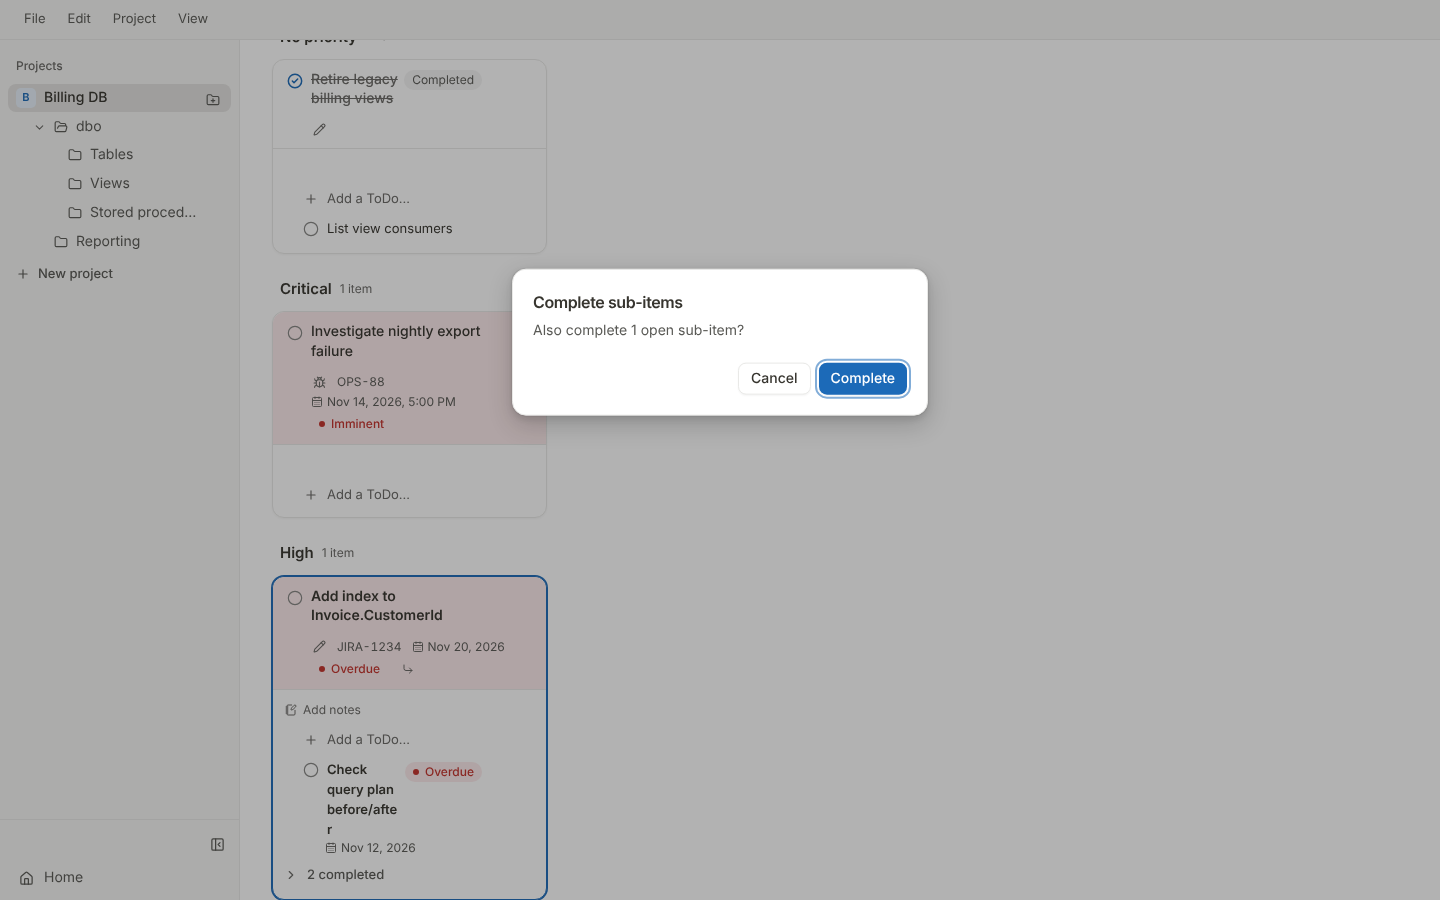 File Edit Project View
Projects
B Billing DB
dbo
Tables
Views
Stored proced...
Reporting
New project
Home
No priority
Retire legacy
billing views
Completed
Add a ToDo...
List view consumers
Critical 1 item
Investigate nightly export
failure
OPS-88
Nov 14, 2026, 5:00 PM
Imminent
Add a ToDo...
High 1 item
Add index to
Invoice.CustomerId
JIRA-1234 Nov 20, 2026
Overdue
Add notes
Add a ToDo...
Check
query plan
before/afte
r
Overdue
Nov 12, 2026
2 completed
Complete sub-items
Also complete 1 open sub-item?
Cancel Complete